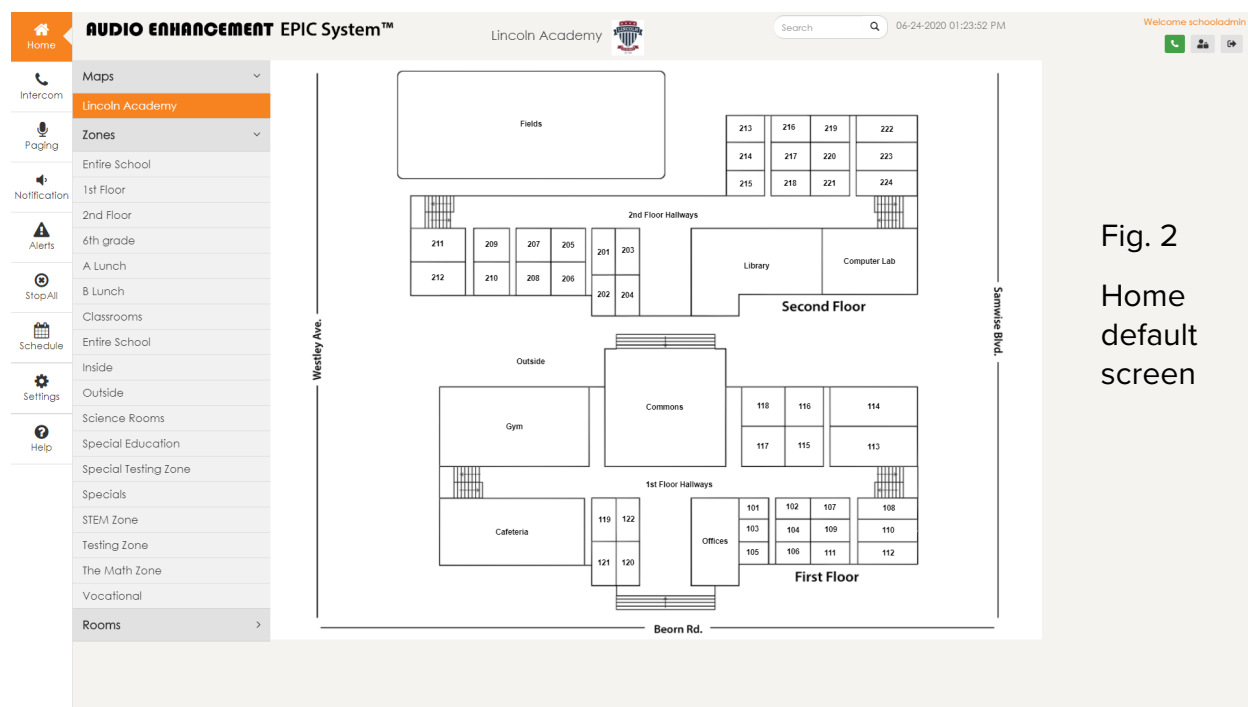 AUDIO ENHANCEMENT EPIC System™
Lincoln Academy
Search
06-24-2020 01:23:52 PM
Welcome schooladmin
Home
Intercom
Paging
Notification
Alerts
StopAll
Schedule
Settings
Help
Maps
Lincoln Academy
Zones
Entire School
1st Floor
2nd Floor
6th grade
A Lunch
B Lunch
Classrooms
Entire School
Inside
Outside
Science Rooms
Special Education
Special Testing Zone
Specials
STEM Zone
Testing Zone
The Math Zone
Vocational
Rooms
Fields
213 216 219 222
214 217 220 223
215 218 221 224
2nd Floor Hallways
211 209 207 205 201 203
212 210 208 206 202 204
Library
Computer Lab
Second Floor
Westley Ave.
Samwise Blvd.
Outside
Gym
Commons
118 116 114
117 115 113
1st Floor Hallways
Cafeteria
119 122
121 120
Offices
101 102 107 108
103 104 109 110
105 106 111 112
First Floor
Beorn Rd.
Fig. 2
Home
default
screen